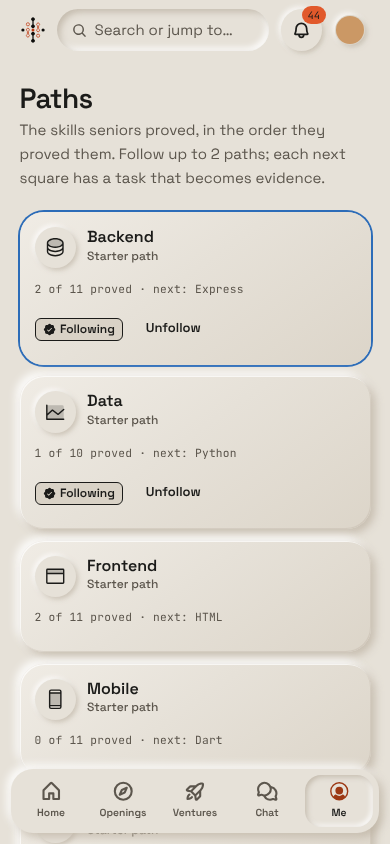 Search or jump to...
44
Paths
The skills seniors proved, in the order they
proved them. Follow up to 2 paths; each next
square has a task that becomes evidence.
Backend
Starter path
2 of 11 proved · next: Express
Following Unfollow
Data
Starter path
1 of 10 proved · next: Python
Following Unfollow
Frontend
Starter path
2 of 11 proved · next: HTML
Mobile
Starter path
0 of 11 proved · next: Dart
Home Openings Ventures Chat Me